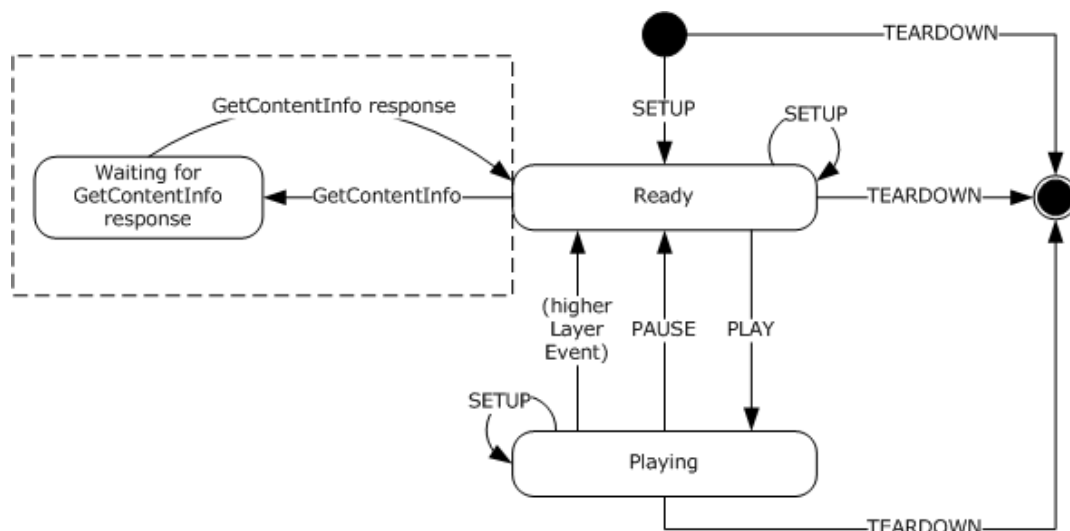 TEARDOWN
GetContentInfo response
SETUP
SETUP
Waiting for
GetContentInfo
response
GetContentInfo
Ready
TEARDOWN
(higher
Layer
Event)
PAUSE
PLAY
SETUP
Playing
TEARDOWN